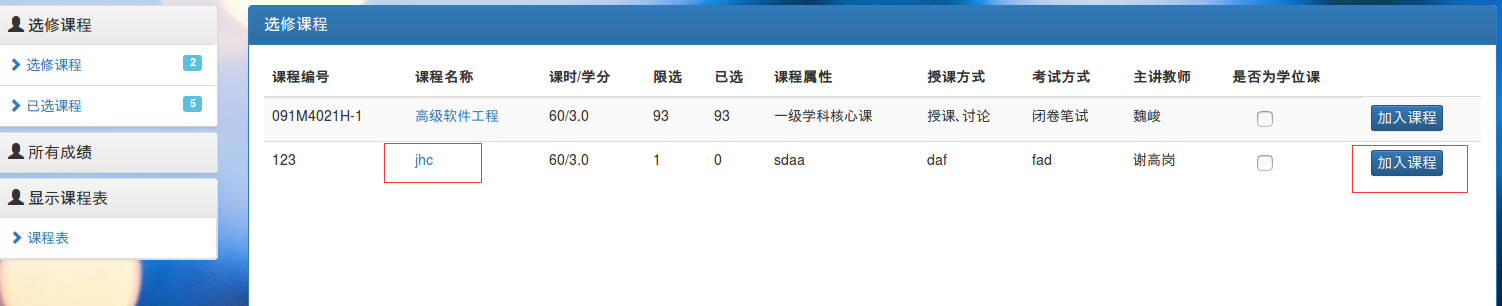 选修课程
选修课程 2
已选课程 5
所有成绩
显示课程表
课程表
选修课程
课程编号 课程名称 课时/学分 限选 已选 课程属性 授课方式 考试方式 主讲教师 是否为学位课
091M4021H-1 高级软件工程 60/3.0 93 93 一级学科核心课 授课、讨论 闭卷笔试 魏峻 加入课程
123 jhc 60/3.0 1 0 sdaa daf fad 谢高岗 加入课程